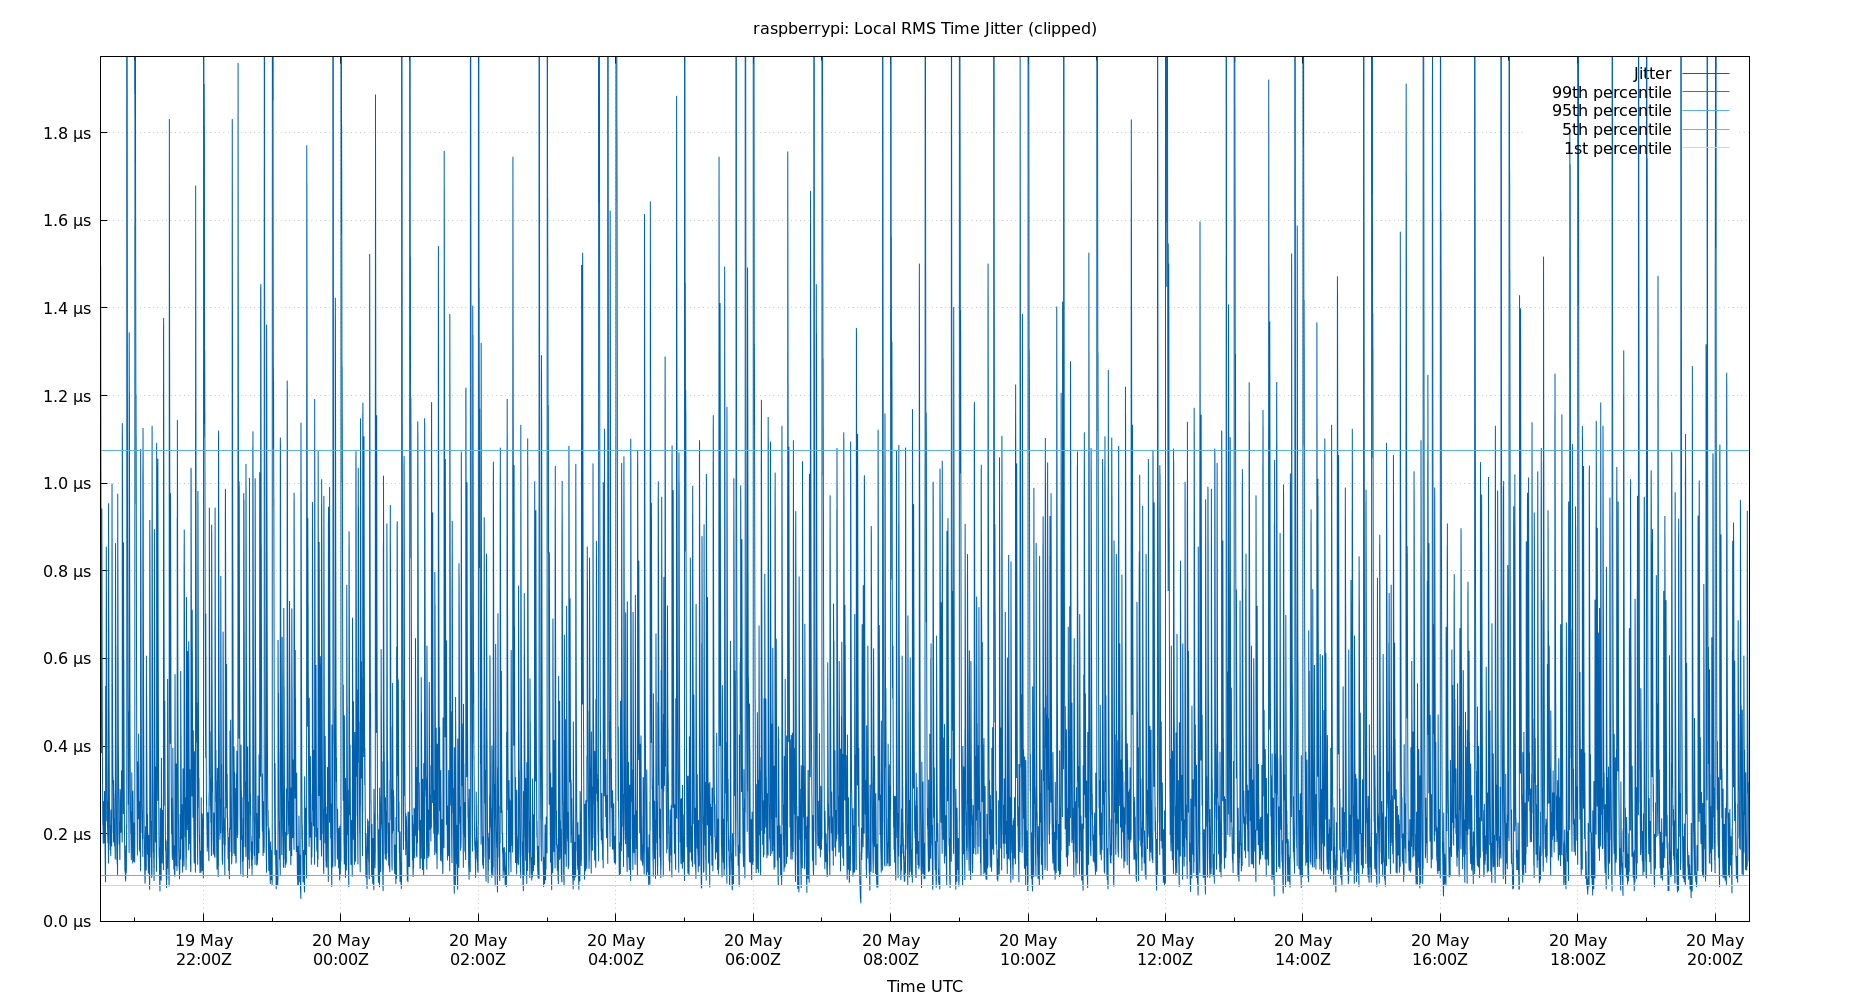 raspberrypi: Local RMS Time Jitter (clipped)
Jitter
99th percentile
95th percentile
5th percentile
1st percentile
1.8 μs
1.6 μs
1.4 μs
1.2 μs
1.0 μs
0.8 μs
0.6 μs
0.4 μs
0.2 μs
0.0 μs
19 May 20 May 20 May 20 May 20 May 20 May 20 May 20 May 20 May 20 May 20 May 20 May
22:00Z 00:00Z 02:00Z 04:00Z 06:00Z 08:00Z 10:00Z 12:00Z 14:00Z 16:00Z 18:00Z 20:00Z
Time UTC